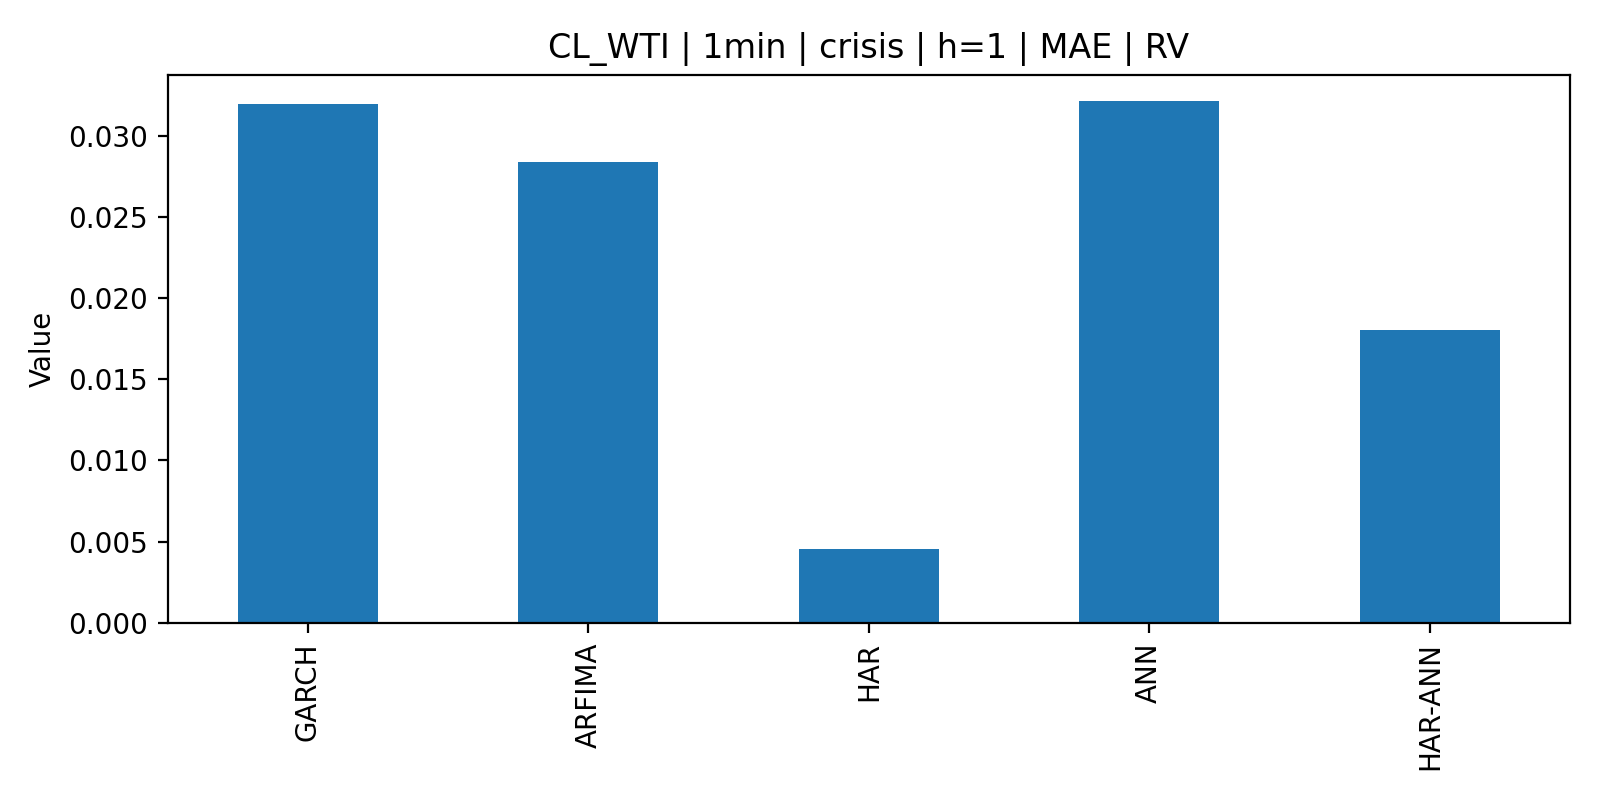 CL_WTI | 1min | crisis | h=1 | MAE | RV
Value
0.030
0.025
0.020
0.015
0.010
0.005
0.000
GARCH
ARFIMA
HAR
ANN
HAR-ANN